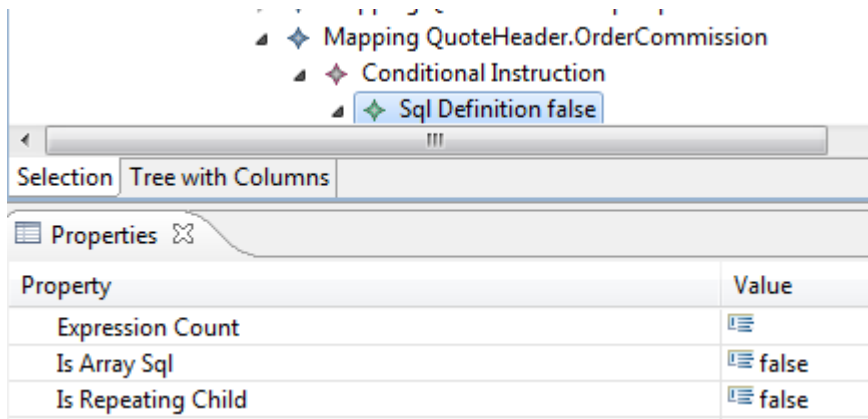 Mapping QuoteHeader.OrderCommission
Conditional Instruction
Sql Definition false
Selection Tree with Columns
Properties
Property Value
Expression Count
Is Array Sql false
Is Repeating Child false